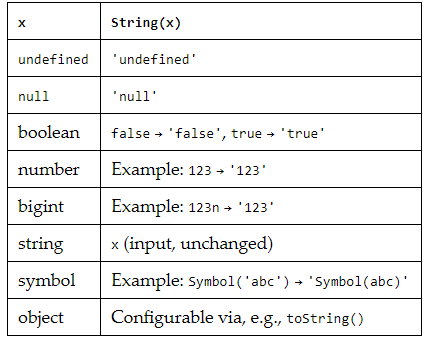 x String(x)
undefined 'undefined'
null 'null'
boolean false → 'false', true → 'true'
number Example: 123 → '123'
bigint Example: 123n → '123'
string x (input, unchanged)
symbol Example: Symbol('abc') → 'Symbol(abc)'
object Configurable via, e.g., toString()